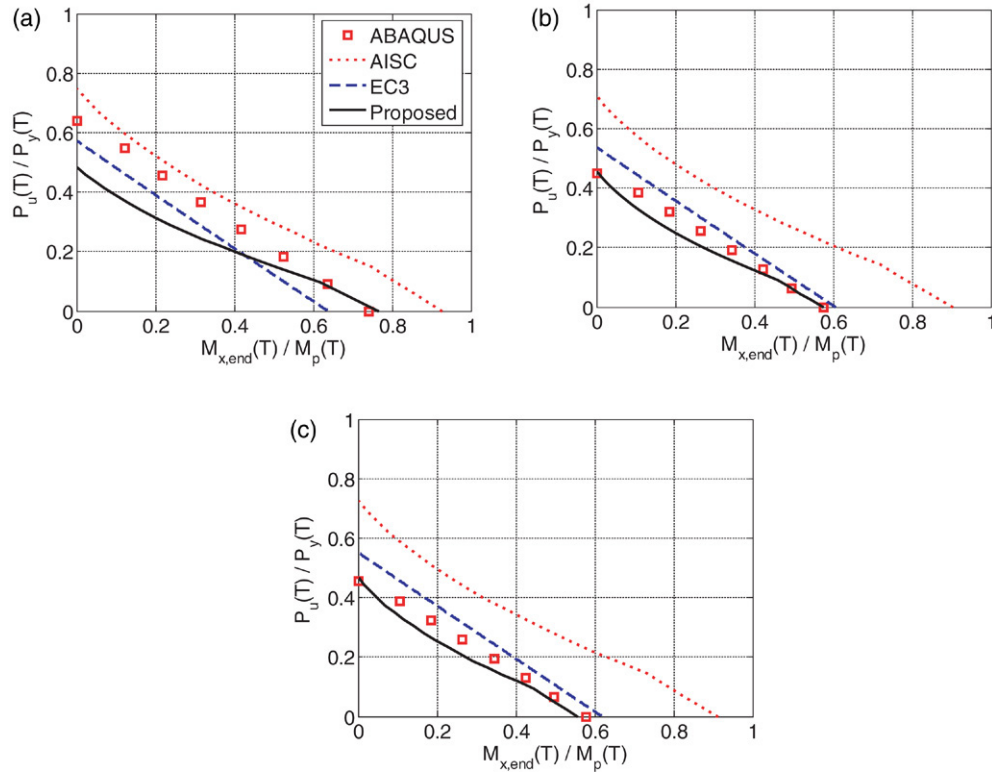 (a)
1
0.8
0.6
0.4
0.2
0
0 0.2 0.4 0.6 0.8 1
P_u(T) / P_y(T)
M_x,end(T) / M_p(T)
ABAQUS
AISC
EC3
Proposed
(b)
1
0.8
0.6
0.4
0.2
0
0 0.2 0.4 0.6 0.8 1
P_u(T) / P_y(T)
M_x,end(T) / M_p(T)
(c)
1
0.8
0.6
0.4
0.2
0
0 0.2 0.4 0.6 0.8 1
P_u(T) / P_y(T)
M_x,end(T) / M_p(T)